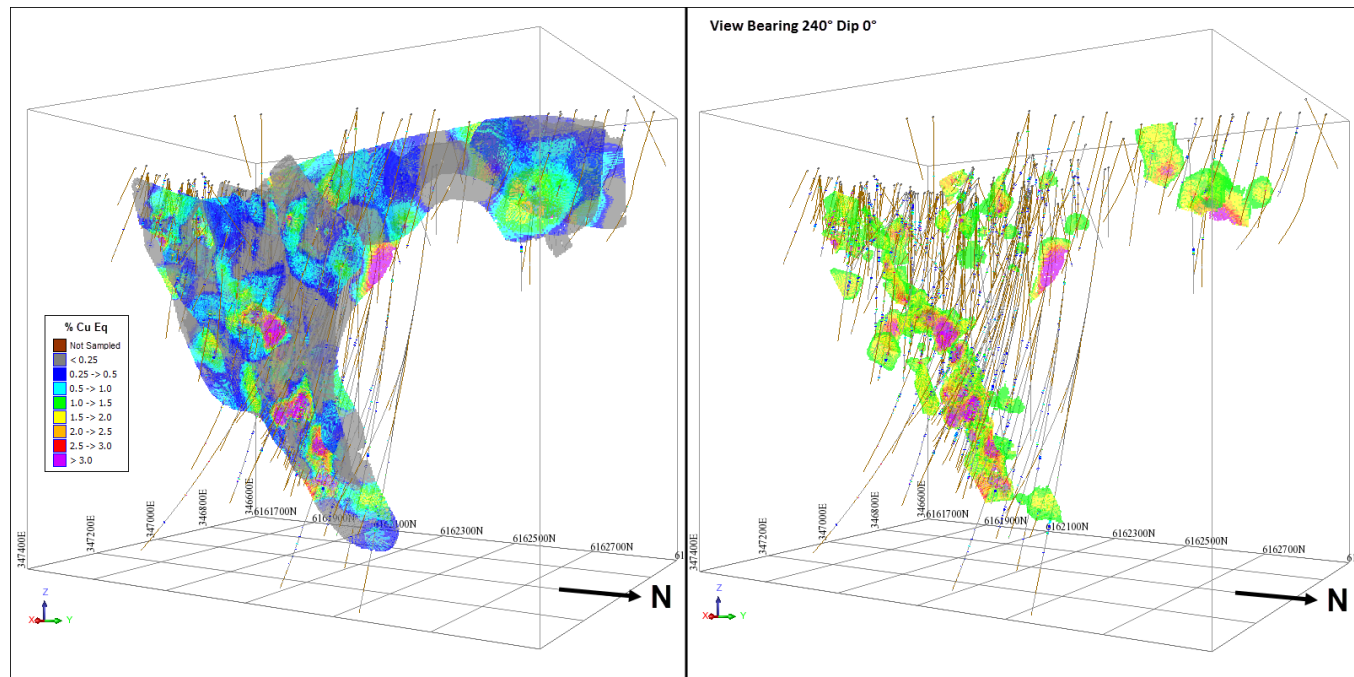 View Bearing 240° Dip 0°
% Cu Eq
Not Sampled
< 0.25
0.25 -> 0.5
0.5 -> 1.0
1.0 -> 1.5
1.5 -> 2.0
2.0 -> 2.5
2.5 -> 3.0
> 3.0
347400E
347200E
347000E
346800E
346600E
6161700N
6161900N
6162100N
6162300N
6162500N
6162700N
N
Z
X
Y
347400E
347200E
347000E
346800E
346600E
6161700N
6161900N
6162100N
6162300N
6162500N
6162700N
N
Z
X
Y